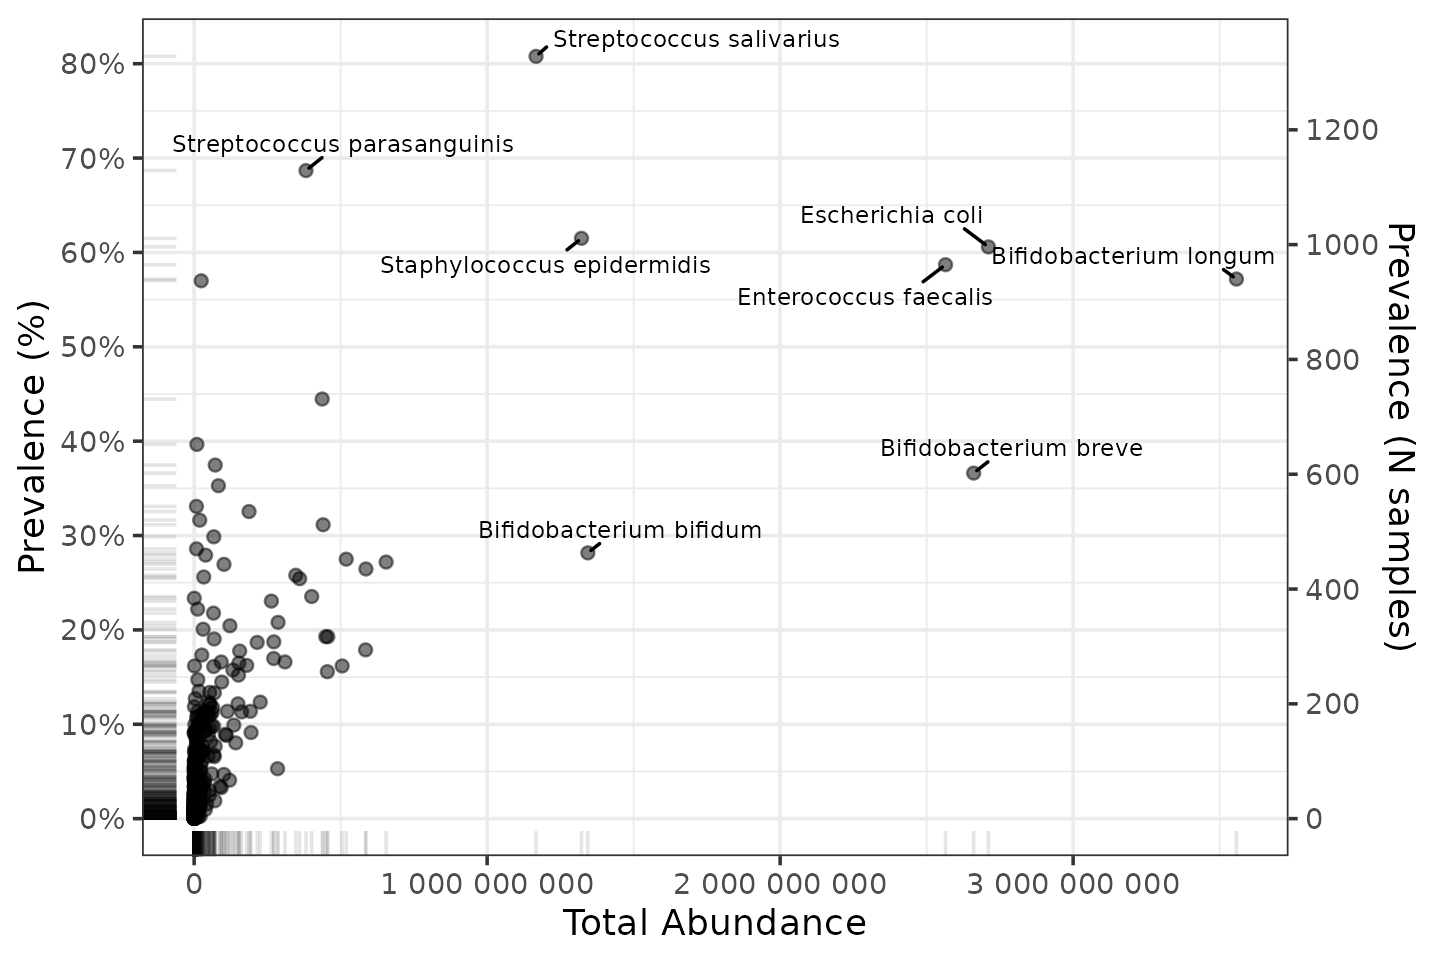 Streptococcus salivarius
80%
1200
Streptococcus parasanguinis
70%
Escherichia coli
1000
60%
Bifidobacterium longum
Staphylococcus epidermidis
Enterococcus faecalis
50%
800
40%
Bifidobacterium breve
600
30%
Bifidobacterium bifidum
400
20%
200
10%
0%
0
Prevalence (%)
Prevalence (N samples)
0
1 000 000 000
2 000 000 000
3 000 000 000
Total Abundance